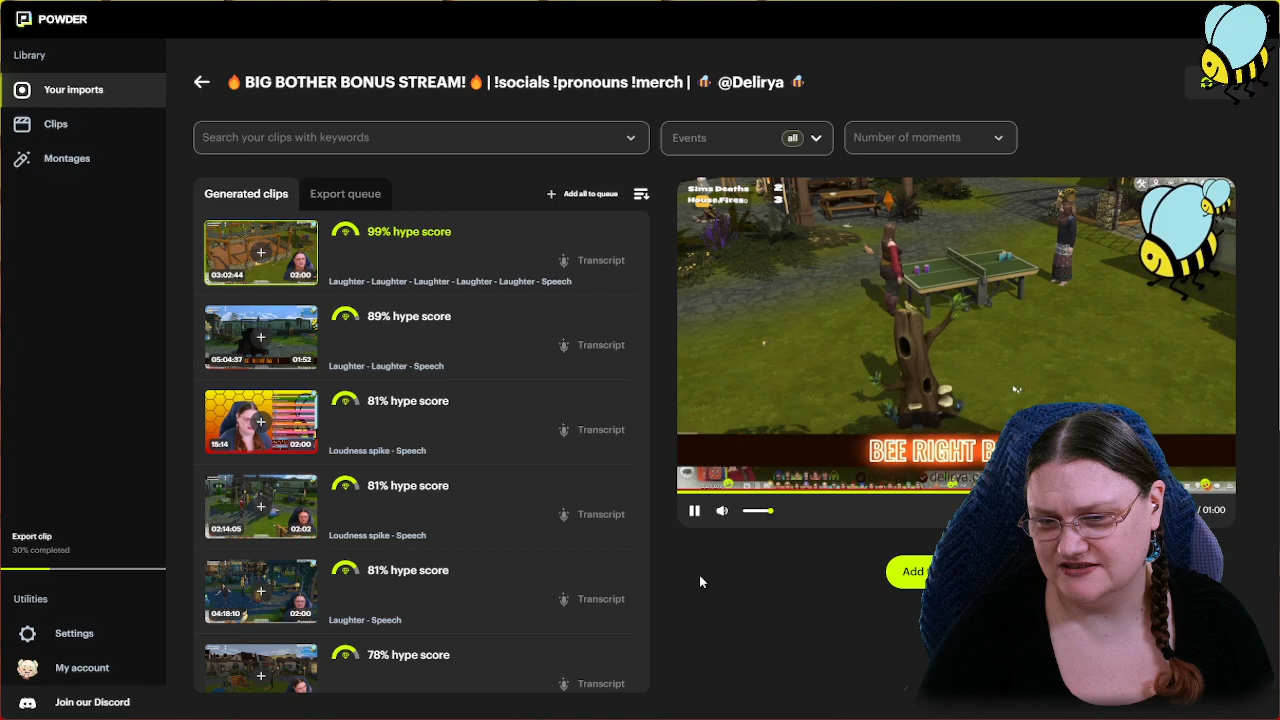 POWDER
Library
Your imports
Clips
Montages
Export clip
30% completed
Utilities
Settings
My account
Join our Discord
🔥 BIG BOTHER BONUS STREAM! 🔥 | !socials !pronouns !merch | 🐝 @Delirya 🐝
Search your clips with keywords
Events
all
Number of moments
Generated clips
Export queue
+ Add all to queue
99% hype score
Transcript
03:02:44
02:00
Laughter - Laughter - Laughter - Laughter - Laughter - Speech
89% hype score
Transcript
05:04:37
01:52
Laughter - Laughter - Speech
81% hype score
Transcript
15:14
02:00
Loudness spike - Speech
81% hype score
Transcript
02:14:05
02:02
Loudness spike - Speech
81% hype score
Transcript
04:18:10
02:00
Laughter - Speech
78% hype score
Transcript
Sims Deaths 2
House Fires 3
BEE RIGHT B
/ 01:00
Add